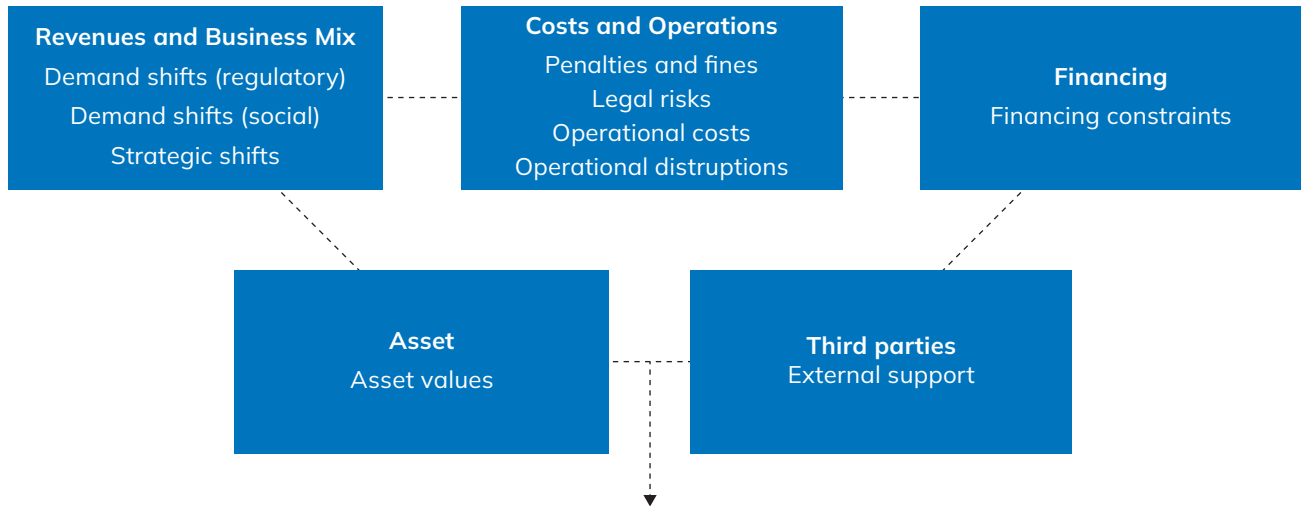 Revenues and Business Mix
Demand shifts (regulatory)
Demand shifts (social)
Strategic shifts
Costs and Operations
Penalties and fines
Legal risks
Operational costs
Operational distruptions
Financing
Financing constraints
Asset
Asset values
Third parties
External support